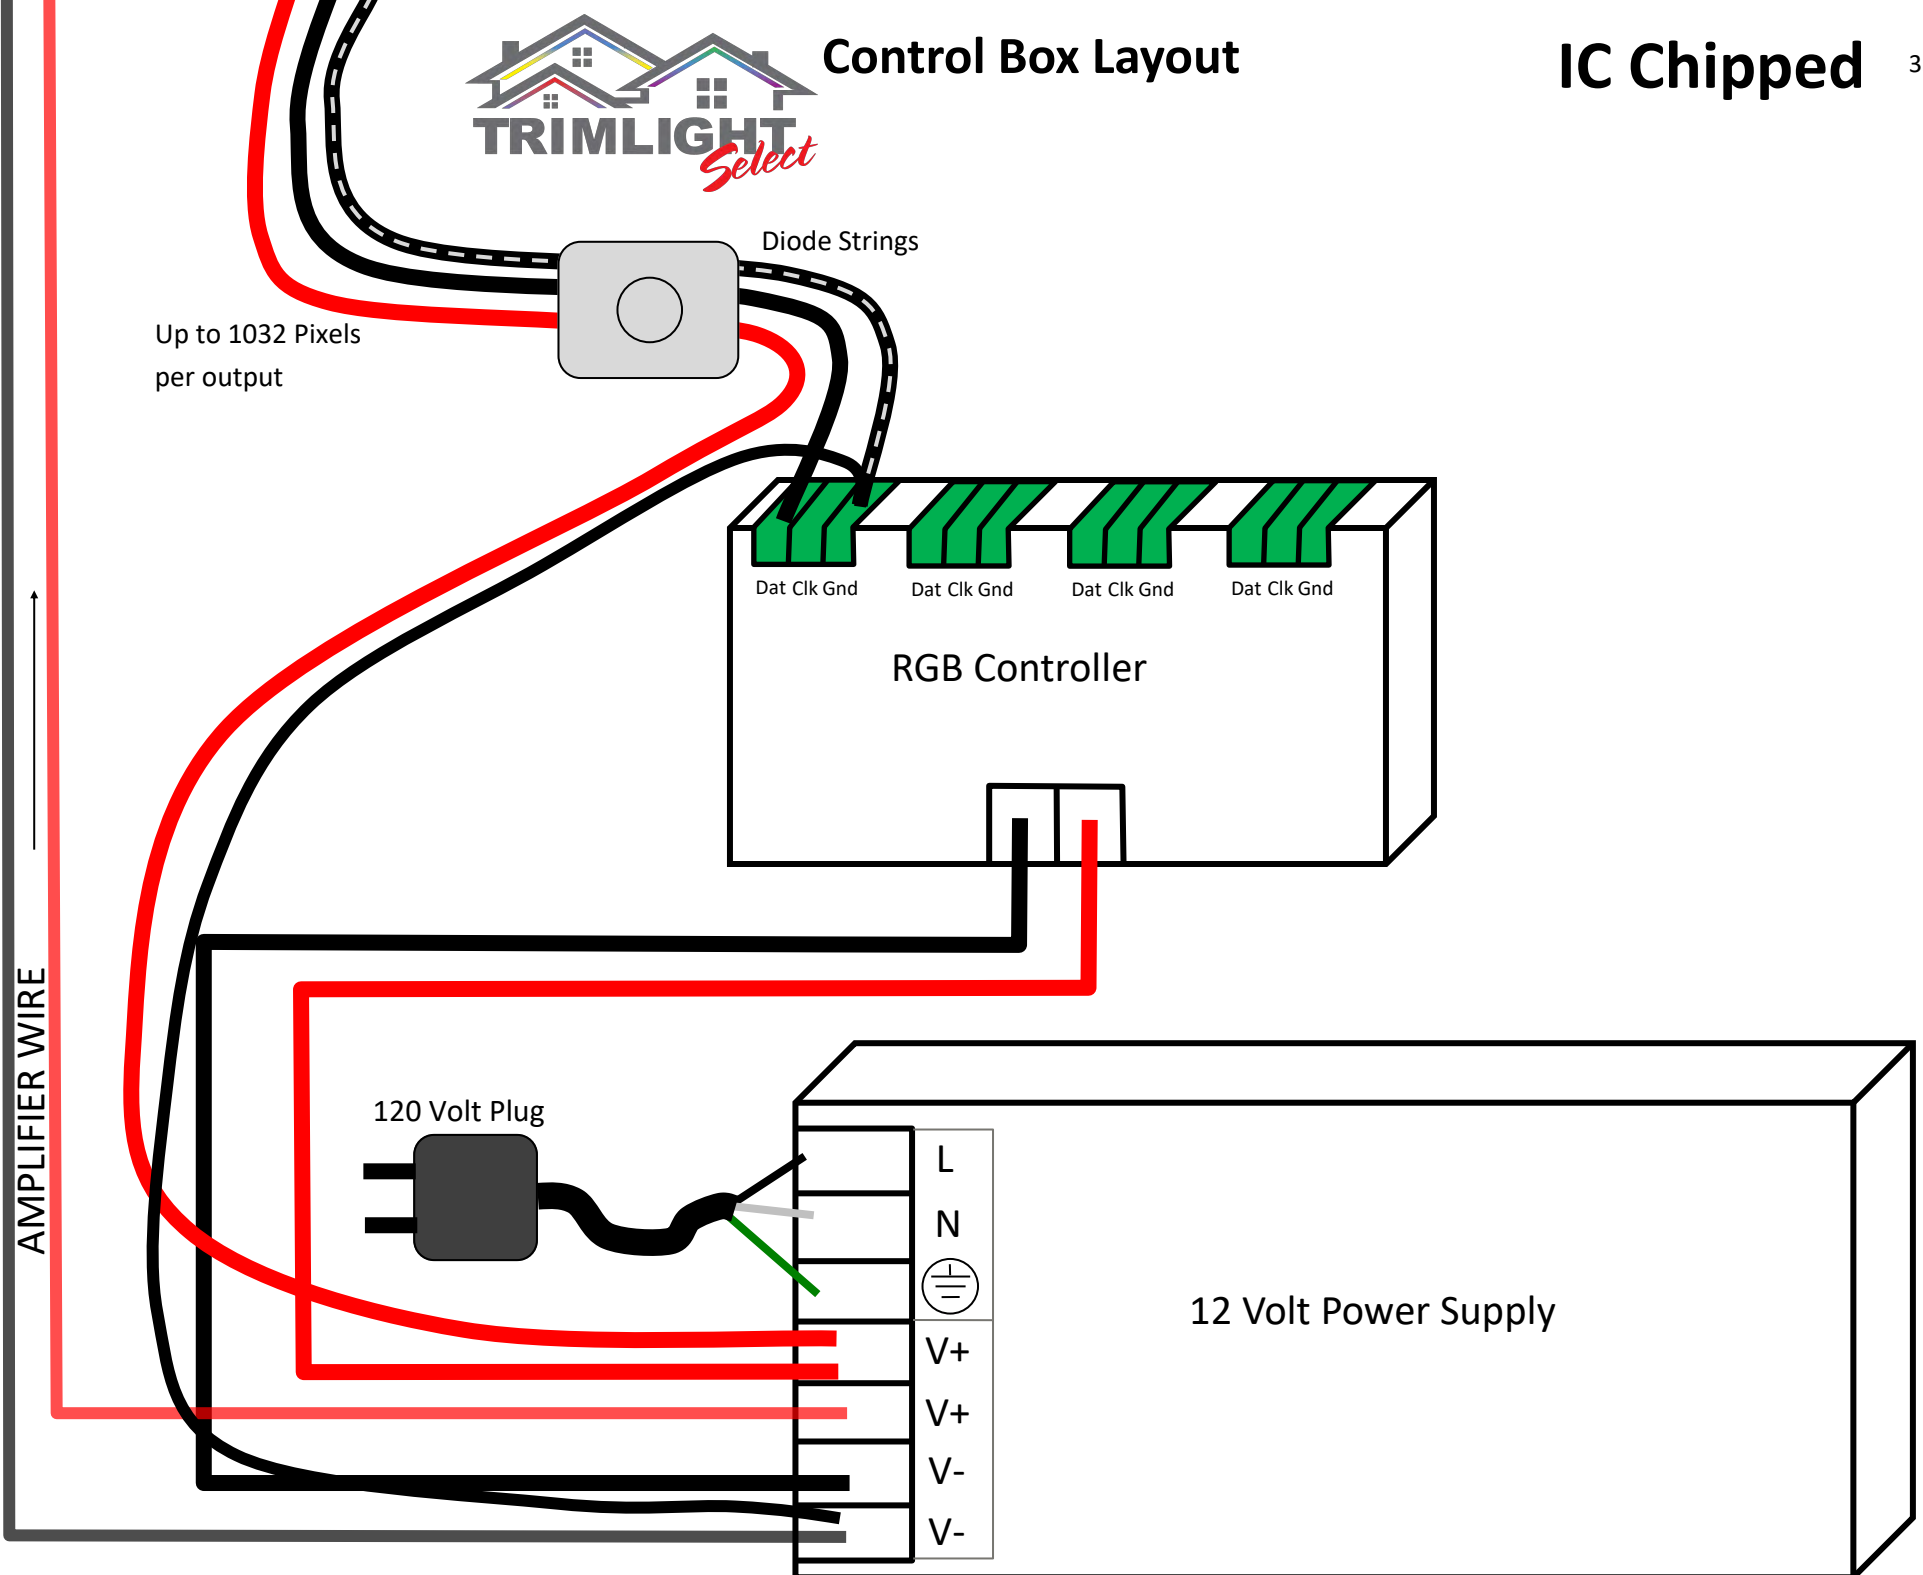 Control Box Layout
IC Chipped
3
TRIMLIGHT
Select
Diode Strings
Up to 1032 Pixels
per output
Dat Clk Gnd
Dat Clk Gnd
Dat Clk Gnd
Dat Clk Gnd
RGB Controller
AMPLIFIER WIRE
120 Volt Plug
L
N
12 Volt Power Supply
V+
V+
V-
V-